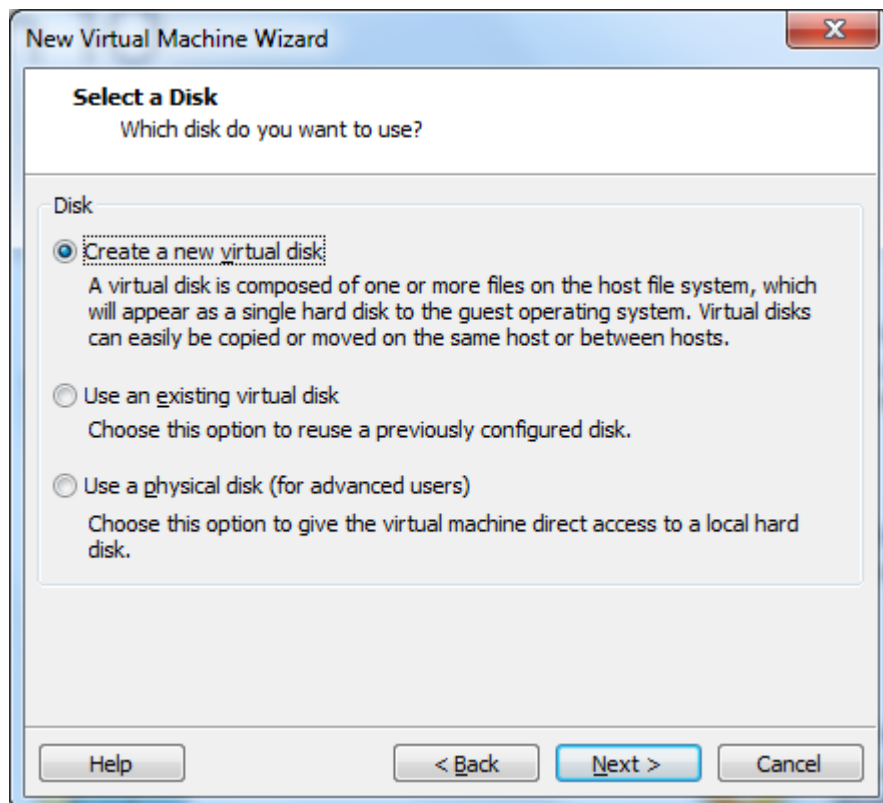 New Virtual Machine Wizard
Select a Disk
Which disk do you want to use?
Disk
Create a new virtual disk
A virtual disk is composed of one or more files on the host file system, which
will appear as a single hard disk to the guest operating system. Virtual disks
can easily be copied or moved on the same host or between hosts.
Use an existing virtual disk
Choose this option to reuse a previously configured disk.
Use a physical disk (for advanced users)
Choose this option to give the virtual machine direct access to a local hard
disk.
Help < Back Next > Cancel